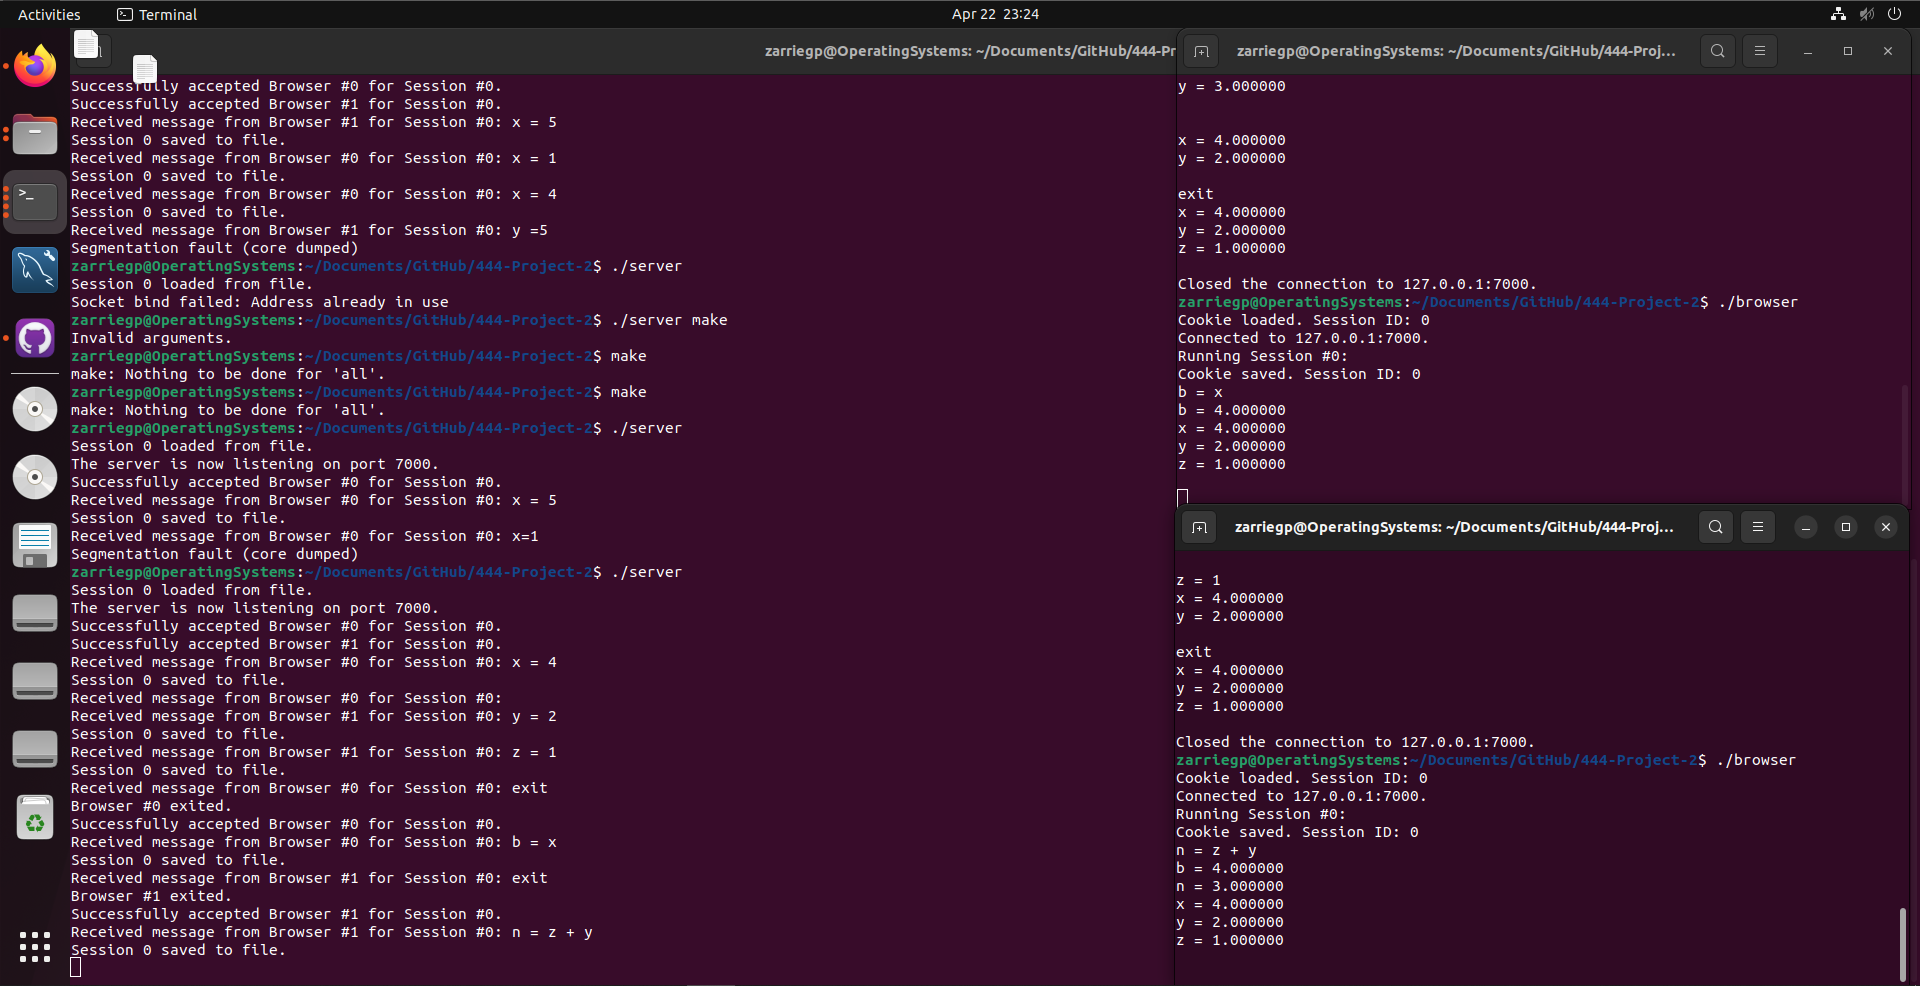 Activities
Terminal
Apr 22 23:24
zarriegp@OperatingSystems: ~/Documents/GitHub/444-Pr
Successfully accepted Browser #0 for Session #0.
Successfully accepted Browser #1 for Session #0.
Received message from Browser #1 for Session #0: x = 5
Session 0 saved to file.
Received message from Browser #0 for Session #0: x = 1
Session 0 saved to file.
Received message from Browser #0 for Session #0: x = 4
Session 0 saved to file.
Received message from Browser #1 for Session #0: y =5
Segmentation fault (core dumped)
zarriegp@OperatingSystems:~/Documents/GitHub/444-Project-2$ ./server
Session 0 loaded from file.
Socket bind failed: Address already in use
zarriegp@OperatingSystems:~/Documents/GitHub/444-Project-2$ ./server make
Invalid arguments.
zarriegp@OperatingSystems:~/Documents/GitHub/444-Project-2$ make
make: Nothing to be done for 'all'.
zarriegp@OperatingSystems:~/Documents/GitHub/444-Project-2$ make
make: Nothing to be done for 'all'.
zarriegp@OperatingSystems:~/Documents/GitHub/444-Project-2$ ./server
Session 0 loaded from file.
The server is now listening on port 7000.
Successfully accepted Browser #0 for Session #0.
Received message from Browser #0 for Session #0: x = 5
Session 0 saved to file.
Received message from Browser #0 for Session #0: x=1
Segmentation fault (core dumped)
zarriegp@OperatingSystems:~/Documents/GitHub/444-Project-2$ ./server
Session 0 loaded from file.
The server is now listening on port 7000.
Successfully accepted Browser #0 for Session #0.
Successfully accepted Browser #1 for Session #0.
Received message from Browser #0 for Session #0: x = 4
Session 0 saved to file.
Received message from Browser #0 for Session #0:
Received message from Browser #1 for Session #0: y = 2
Session 0 saved to file.
Received message from Browser #1 for Session #0: z = 1
Session 0 saved to file.
Received message from Browser #0 for Session #0: exit
Browser #0 exited.
Successfully accepted Browser #0 for Session #0.
Received message from Browser #0 for Session #0: b = x
Session 0 saved to file.
Received message from Browser #1 for Session #0: exit
Browser #1 exited.
Successfully accepted Browser #1 for Session #0.
Received message from Browser #1 for Session #0: n = z + y
Session 0 saved to file.
zarriegp@OperatingSystems: ~/Documents/GitHub/444-Proj...
y = 3.000000
x = 4.000000
y = 2.000000
exit
x = 4.000000
y = 2.000000
z = 1.000000
Closed the connection to 127.0.0.1:7000.
zarriegp@OperatingSystems:~/Documents/GitHub/444-Project-2$ ./browser
Cookie loaded. Session ID: 0
Connected to 127.0.0.1:7000.
Running Session #0:
Cookie saved. Session ID: 0
b = x
b = 4.000000
x = 4.000000
y = 2.000000
z = 1.000000
zarriegp@OperatingSystems: ~/Documents/GitHub/444-Proj...
z = 1
x = 4.000000
y = 2.000000
exit
x = 4.000000
y = 2.000000
z = 1.000000
Closed the connection to 127.0.0.1:7000.
zarriegp@OperatingSystems:~/Documents/GitHub/444-Project-2$ ./browser
Cookie loaded. Session ID: 0
Connected to 127.0.0.1:7000.
Running Session #0:
Cookie saved. Session ID: 0
n = z + y
b = 4.000000
n = 3.000000
x = 4.000000
y = 2.000000
z = 1.000000